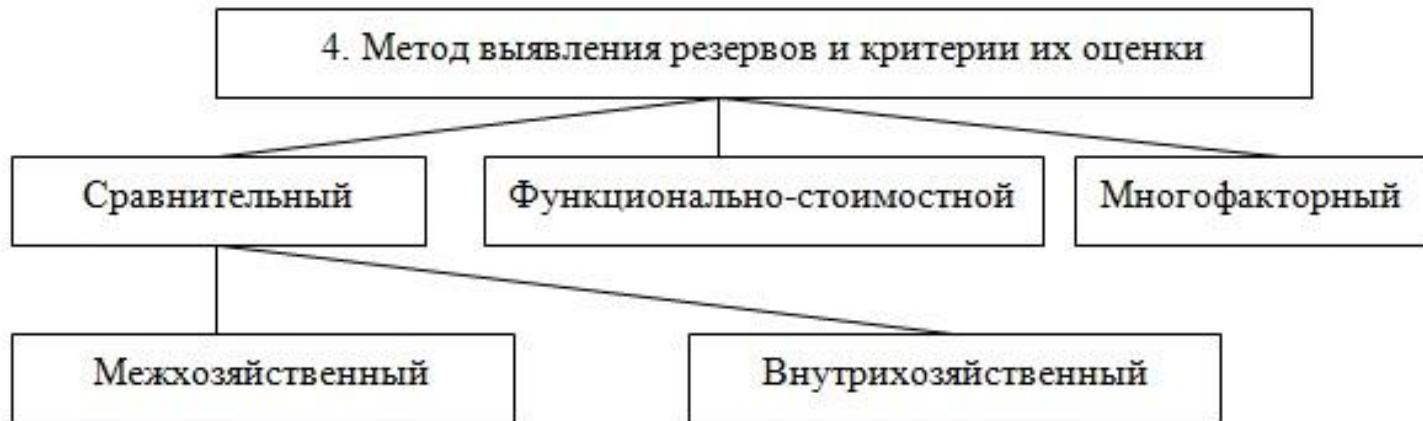 4. Метод выявления резервов и критерии их оценки
Сравнительный
Функционально-стоимостной
Многофакторный
Межхозяйственный
Внутрихозяйственный